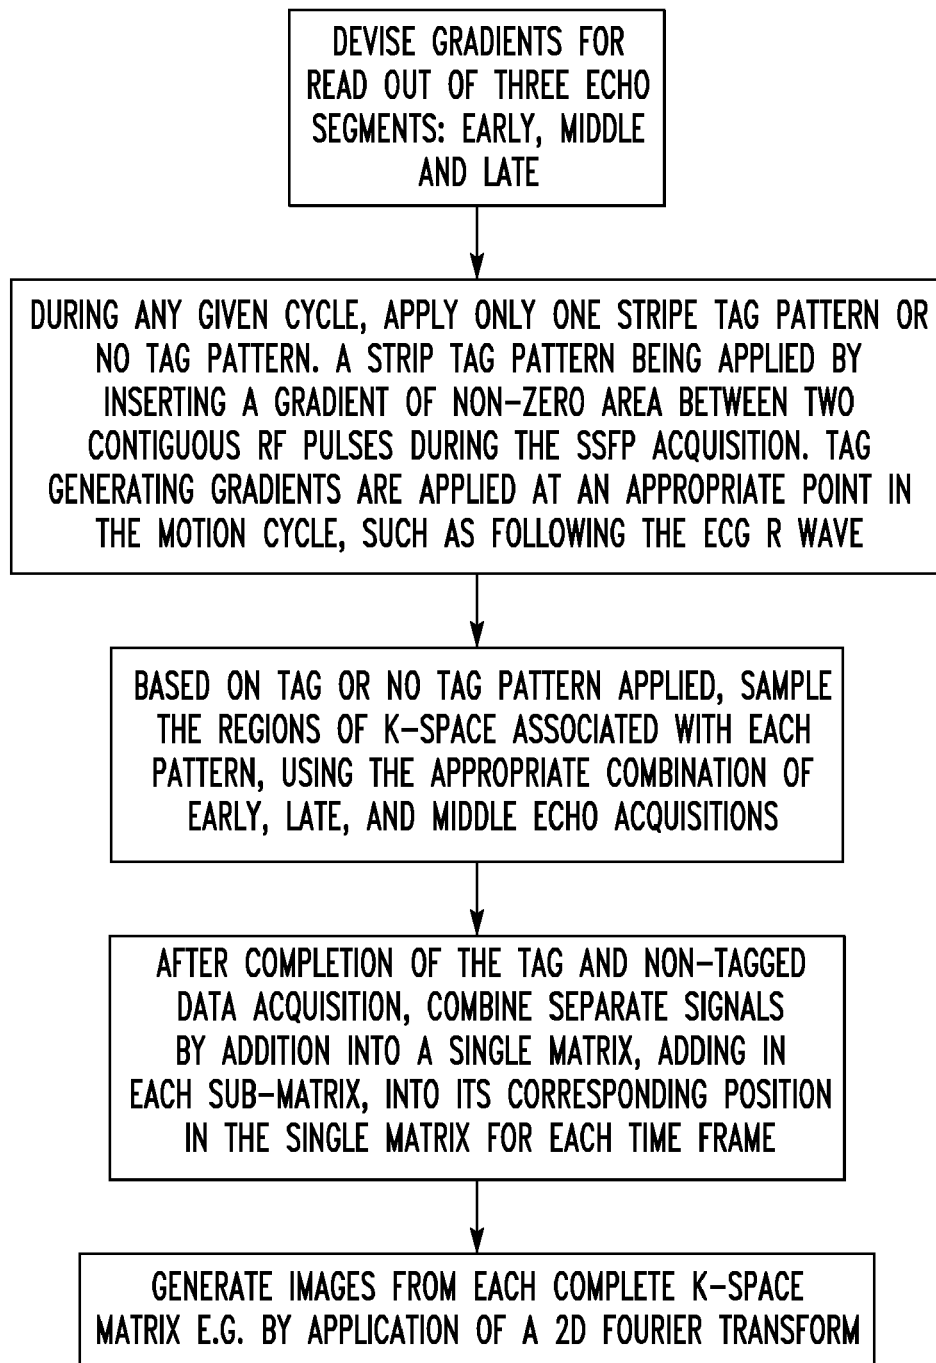 DEVISE GRADIENTS FOR
READ OUT OF THREE ECHO
SEGMENTS: EARLY, MIDDLE
AND LATE
DURING ANY GIVEN CYCLE, APPLY ONLY ONE STRIPE TAG PATTERN OR
NO TAG PATTERN. A STRIP TAG PATTERN BEING APPLIED BY
INSERTING A GRADIENT OF NON-ZERO AREA BETWEEN TWO
CONTIGUOUS RF PULSES DURING THE SSFP ACQUISITION. TAG
GENERATING GRADIENTS ARE APPLIED AT AN APPROPRIATE POINT IN
THE MOTION CYCLE, SUCH AS FOLLOWING THE ECG R WAVE
BASED ON TAG OR NO TAG PATTERN APPLIED, SAMPLE
THE REGIONS OF K-SPACE ASSOCIATED WITH EACH
PATTERN, USING THE APPROPRIATE COMBINATION OF
EARLY, LATE, AND MIDDLE ECHO ACQUISITIONS
AFTER COMPLETION OF THE TAG AND NON-TAGGED
DATA ACQUISITION, COMBINE SEPARATE SIGNALS
BY ADDITION INTO A SINGLE MATRIX, ADDING IN
EACH SUB-MATRIX, INTO ITS CORRESPONDING POSITION
IN THE SINGLE MATRIX FOR EACH TIME FRAME
GENERATE IMAGES FROM EACH COMPLETE K-SPACE
MATRIX E.G. BY APPLICATION OF A 2D FOURIER TRANSFORM